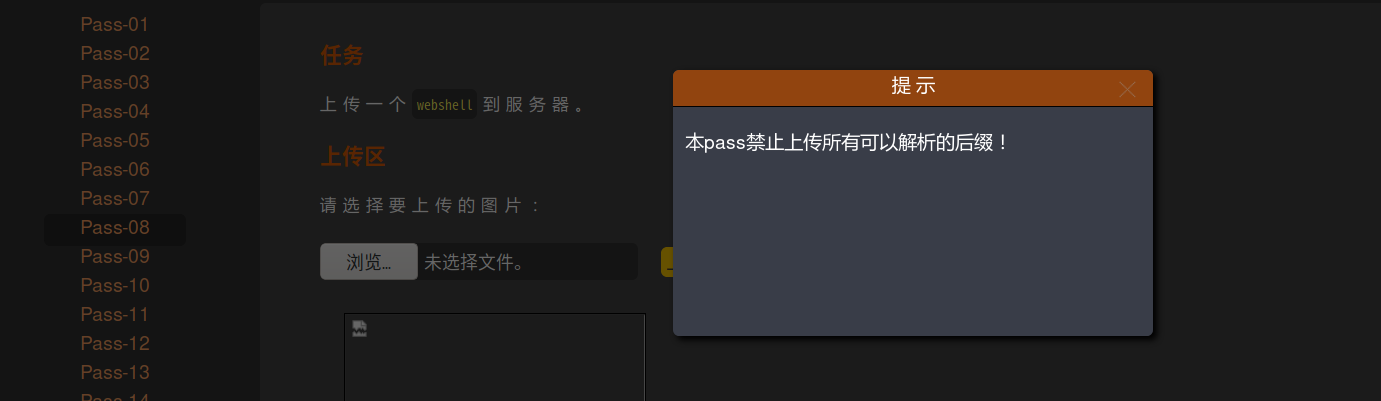 Pass-01
Pass-02
Pass-03
Pass-04
Pass-05
Pass-06
Pass-07
Pass-08
Pass-09
Pass-10
Pass-11
Pass-12
Pass-13
Pass-14
任务
上传一个 webshell 到服务器。
上传区
请选择要上传的图片：
浏览… 未选择文件。
提示
本pass禁止上传所有可以解析的后缀！